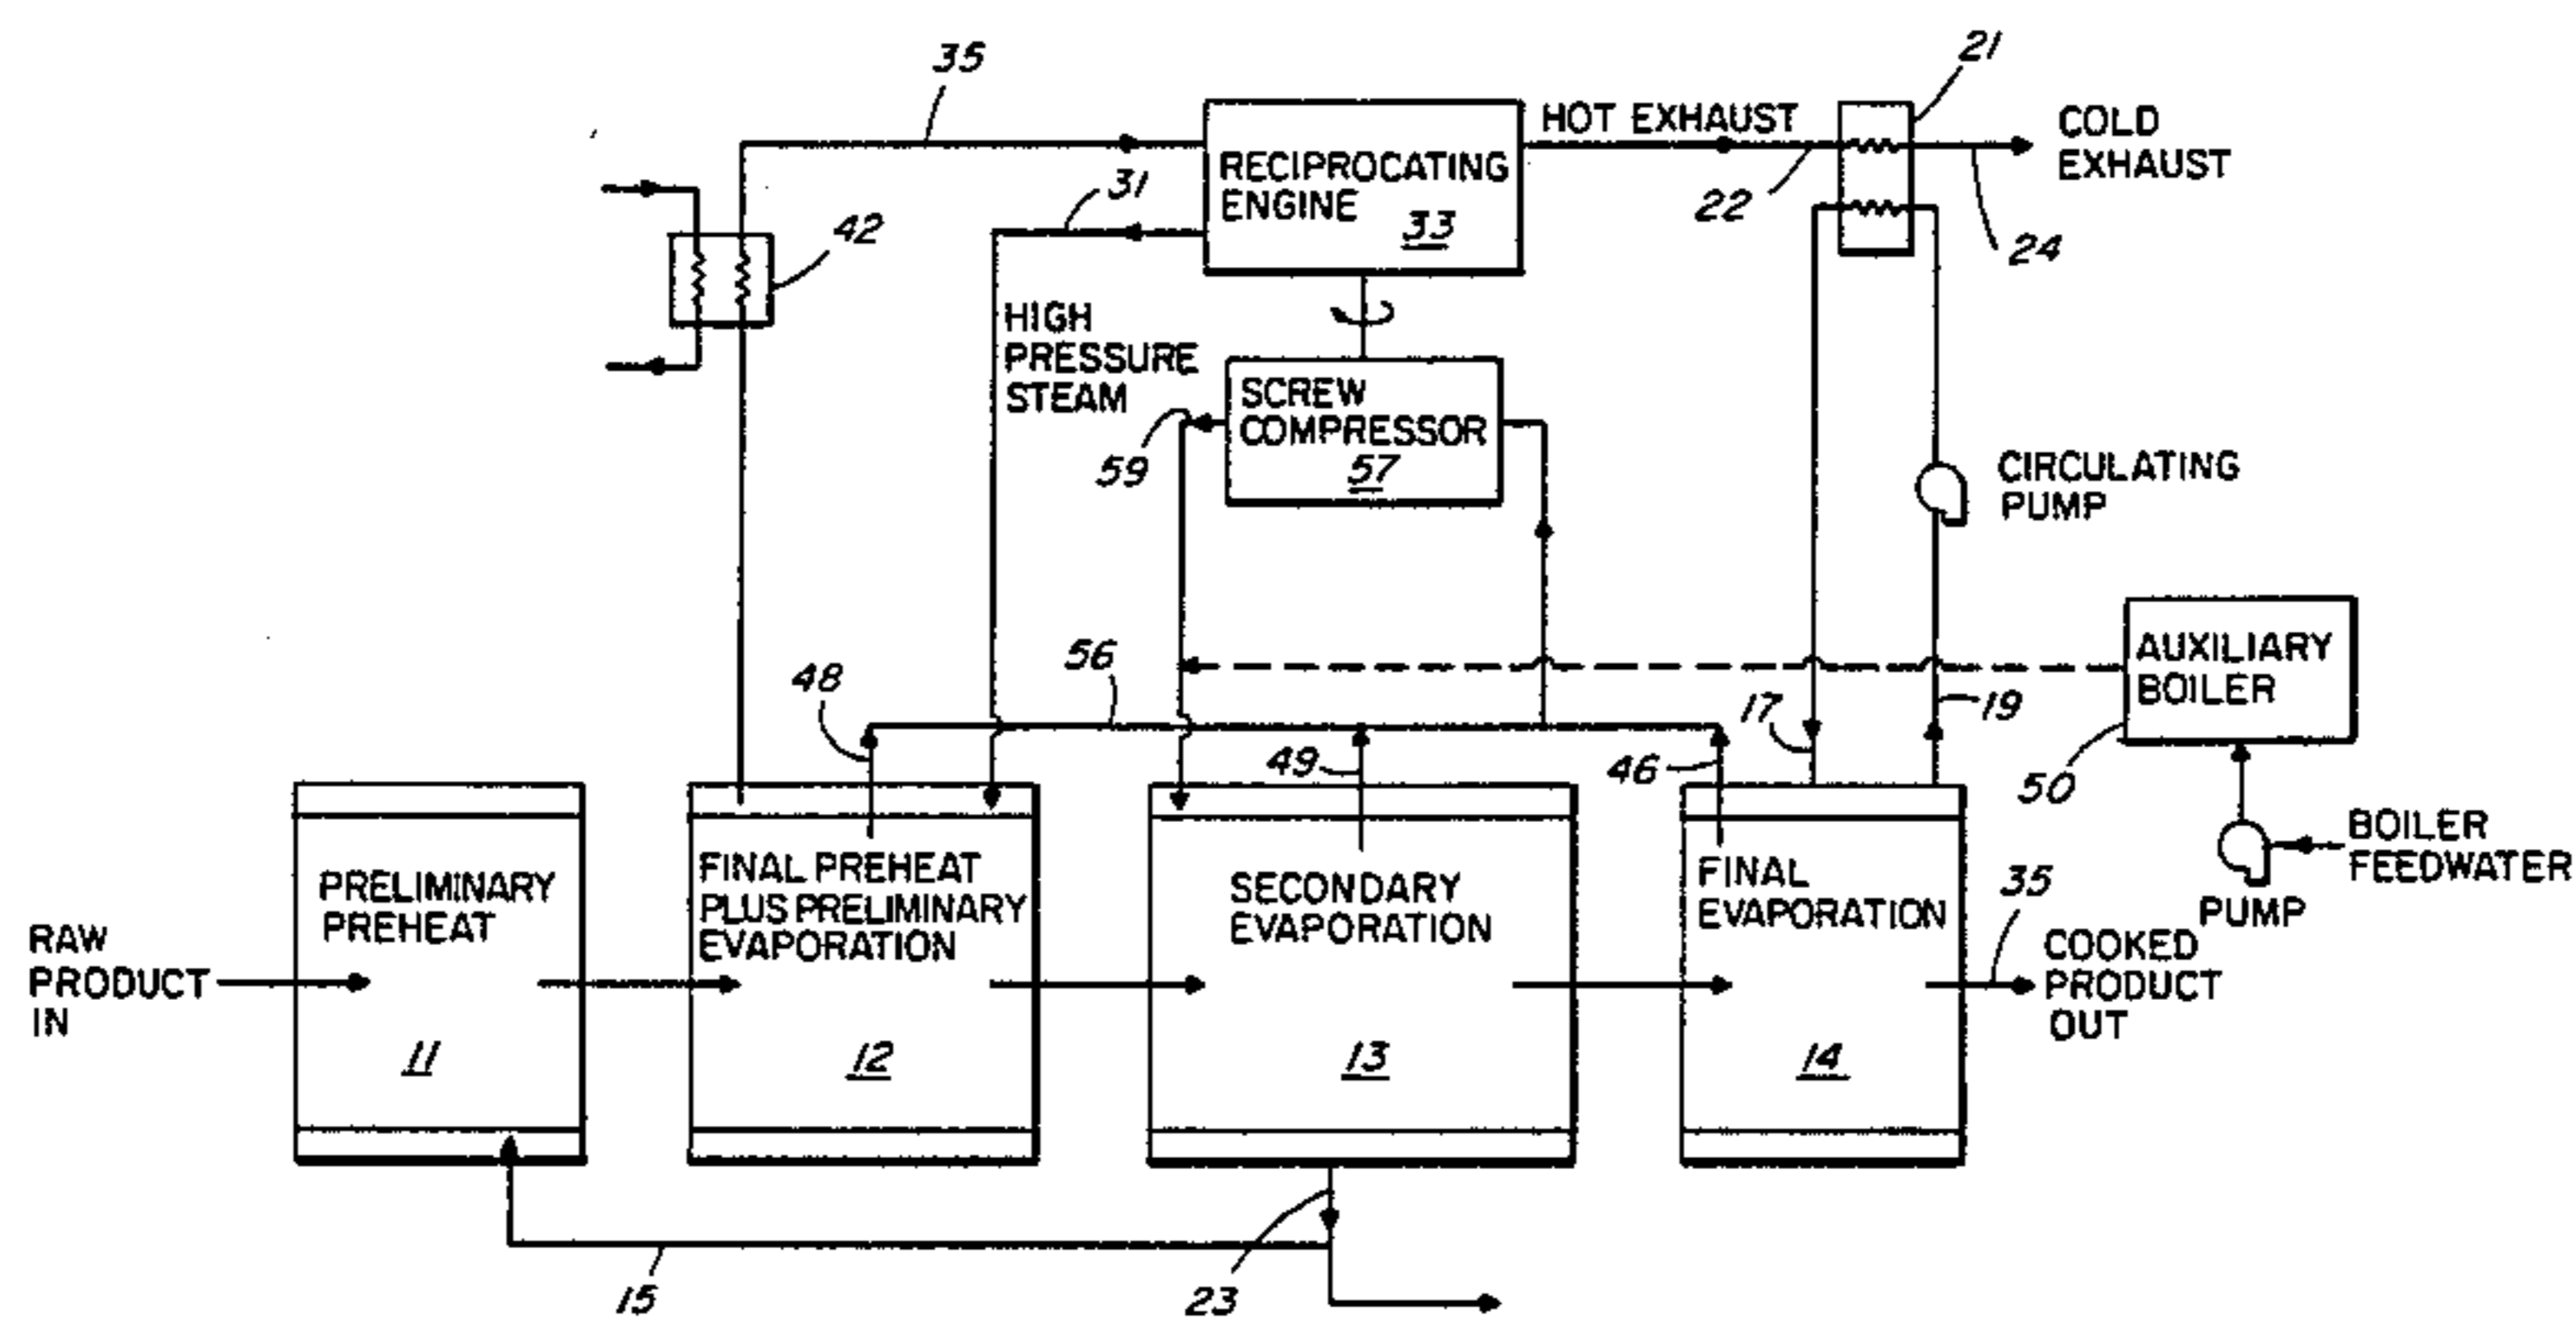 35
21
HOT EXHAUST
COLD
EXHAUST
RECIPROCATING
ENGINE
33
31
22
24
42
HIGH
PRESSURE
STEAM
SCREW
COMPRESSOR
57
59
CIRCULATING
PUMP
AUXILIARY
BOILER
50
56
48
49
46
17
19
BOILER
FEEDWATER
PUMP
RAW
PRODUCT
IN
PRELIMINARY
PREHEAT
11
FINAL PREHEAT
PLUS PRELIMINARY
EVAPORATION
12
SECONDARY
EVAPORATION
13
FINAL
EVAPORATION
14
35
COOKED
PRODUCT
OUT
15
23